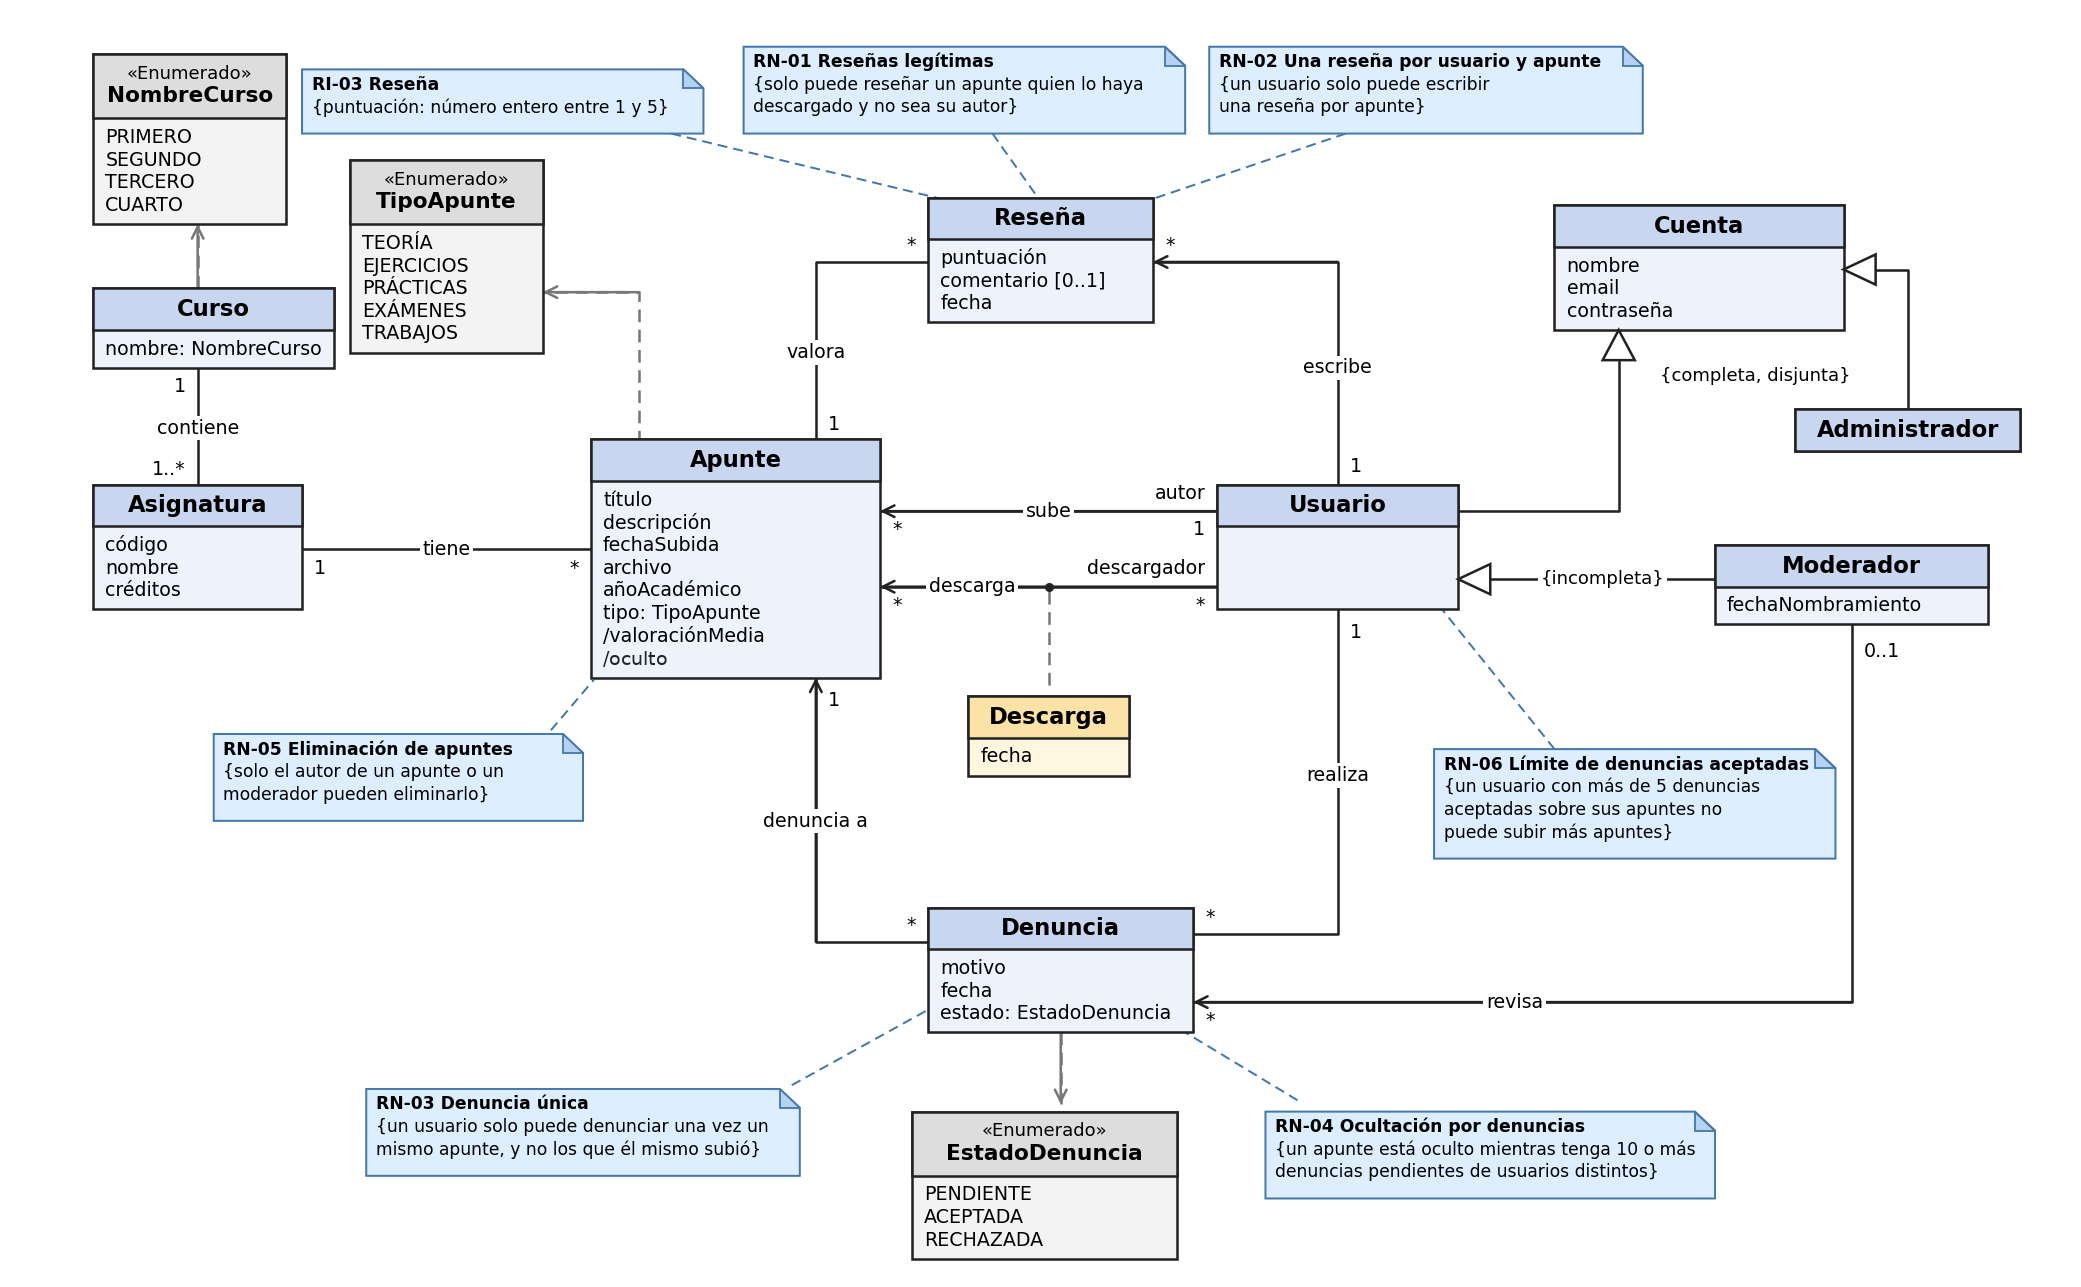 «Enumerado»
NombreCurso
PRIMERO
SEGUNDO
TERCERO
CUARTO
RI-03 Reseña
{puntuación: número entero entre 1 y 5}
RN-01 Reseñas legítimas
{solo puede reseñar un apunte quien lo haya
descargado y no sea su autor}
RN-02 Una reseña por usuario y apunte
{un usuario solo puede escribir
una reseña por apunte}
«Enumerado»
TipoApunte
TEORÍA
EJERCICIOS
PRÁCTICAS
EXÁMENES
TRABAJOS
Reseña
puntuación
comentario [0..1]
fecha
*
*
Cuenta
nombre
email
contraseña
Curso
nombre: NombreCurso
1
contiene
1..*
valora
1
escribe
1
{completa, disjunta}
Administrador
Asignatura
código
nombre
créditos
1
tiene
*
Apunte
título
descripción
fechaSubida
archivo
añoAcadémico
tipo: TipoApunte
/valoraciónMedia
/oculto
autor
sube
*
1
descargador
descarga
*
*
Usuario
{incompleta}
Moderador
fechaNombramiento
1
0..1
1
Descarga
fecha
RN-05 Eliminación de apuntes
{solo el autor de un apunte o un
moderador pueden eliminarlo}
RN-06 Límite de denuncias aceptadas
{un usuario con más de 5 denuncias
aceptadas sobre sus apuntes no
puede subir más apuntes}
denuncia a
realiza
*
*
Denuncia
motivo
fecha
estado: EstadoDenuncia
revisa
*
RN-03 Denuncia única
{un usuario solo puede denunciar una vez un
mismo apunte, y no los que él mismo subió}
«Enumerado»
EstadoDenuncia
PENDIENTE
ACEPTADA
RECHAZADA
RN-04 Ocultación por denuncias
{un apunte está oculto mientras tenga 10 o más
denuncias pendientes de usuarios distintos}